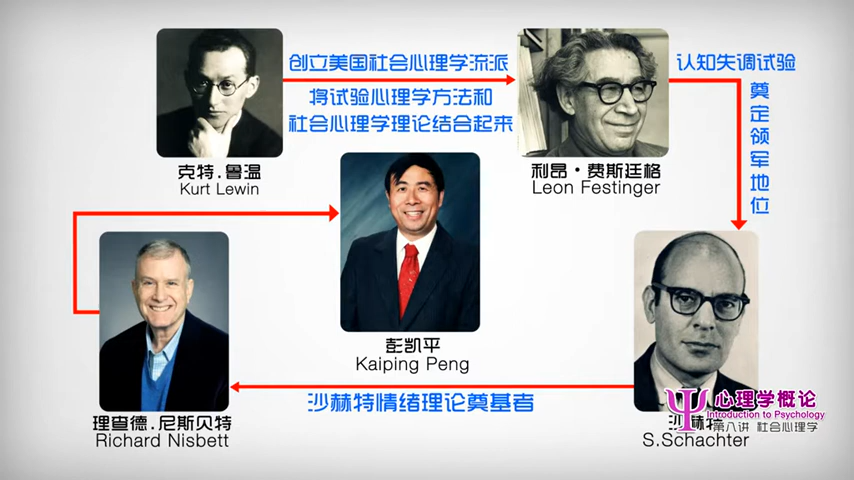 创立美国社会心理学流派
将试验心理学方法和
社会心理学理论结合起来
认知失调试验
奠定领军地位
克特.鲁温
Kurt Lewin
利昂·费斯廷格
Leon Festinger
彭凯平
Kaiping Peng
沙赫特情绪理论奠基者
理查德.尼斯贝特
Richard Nisbett
沙赫特
S.Schachter
心理学概论
Introduction to Psychology
第八讲 社会心理学